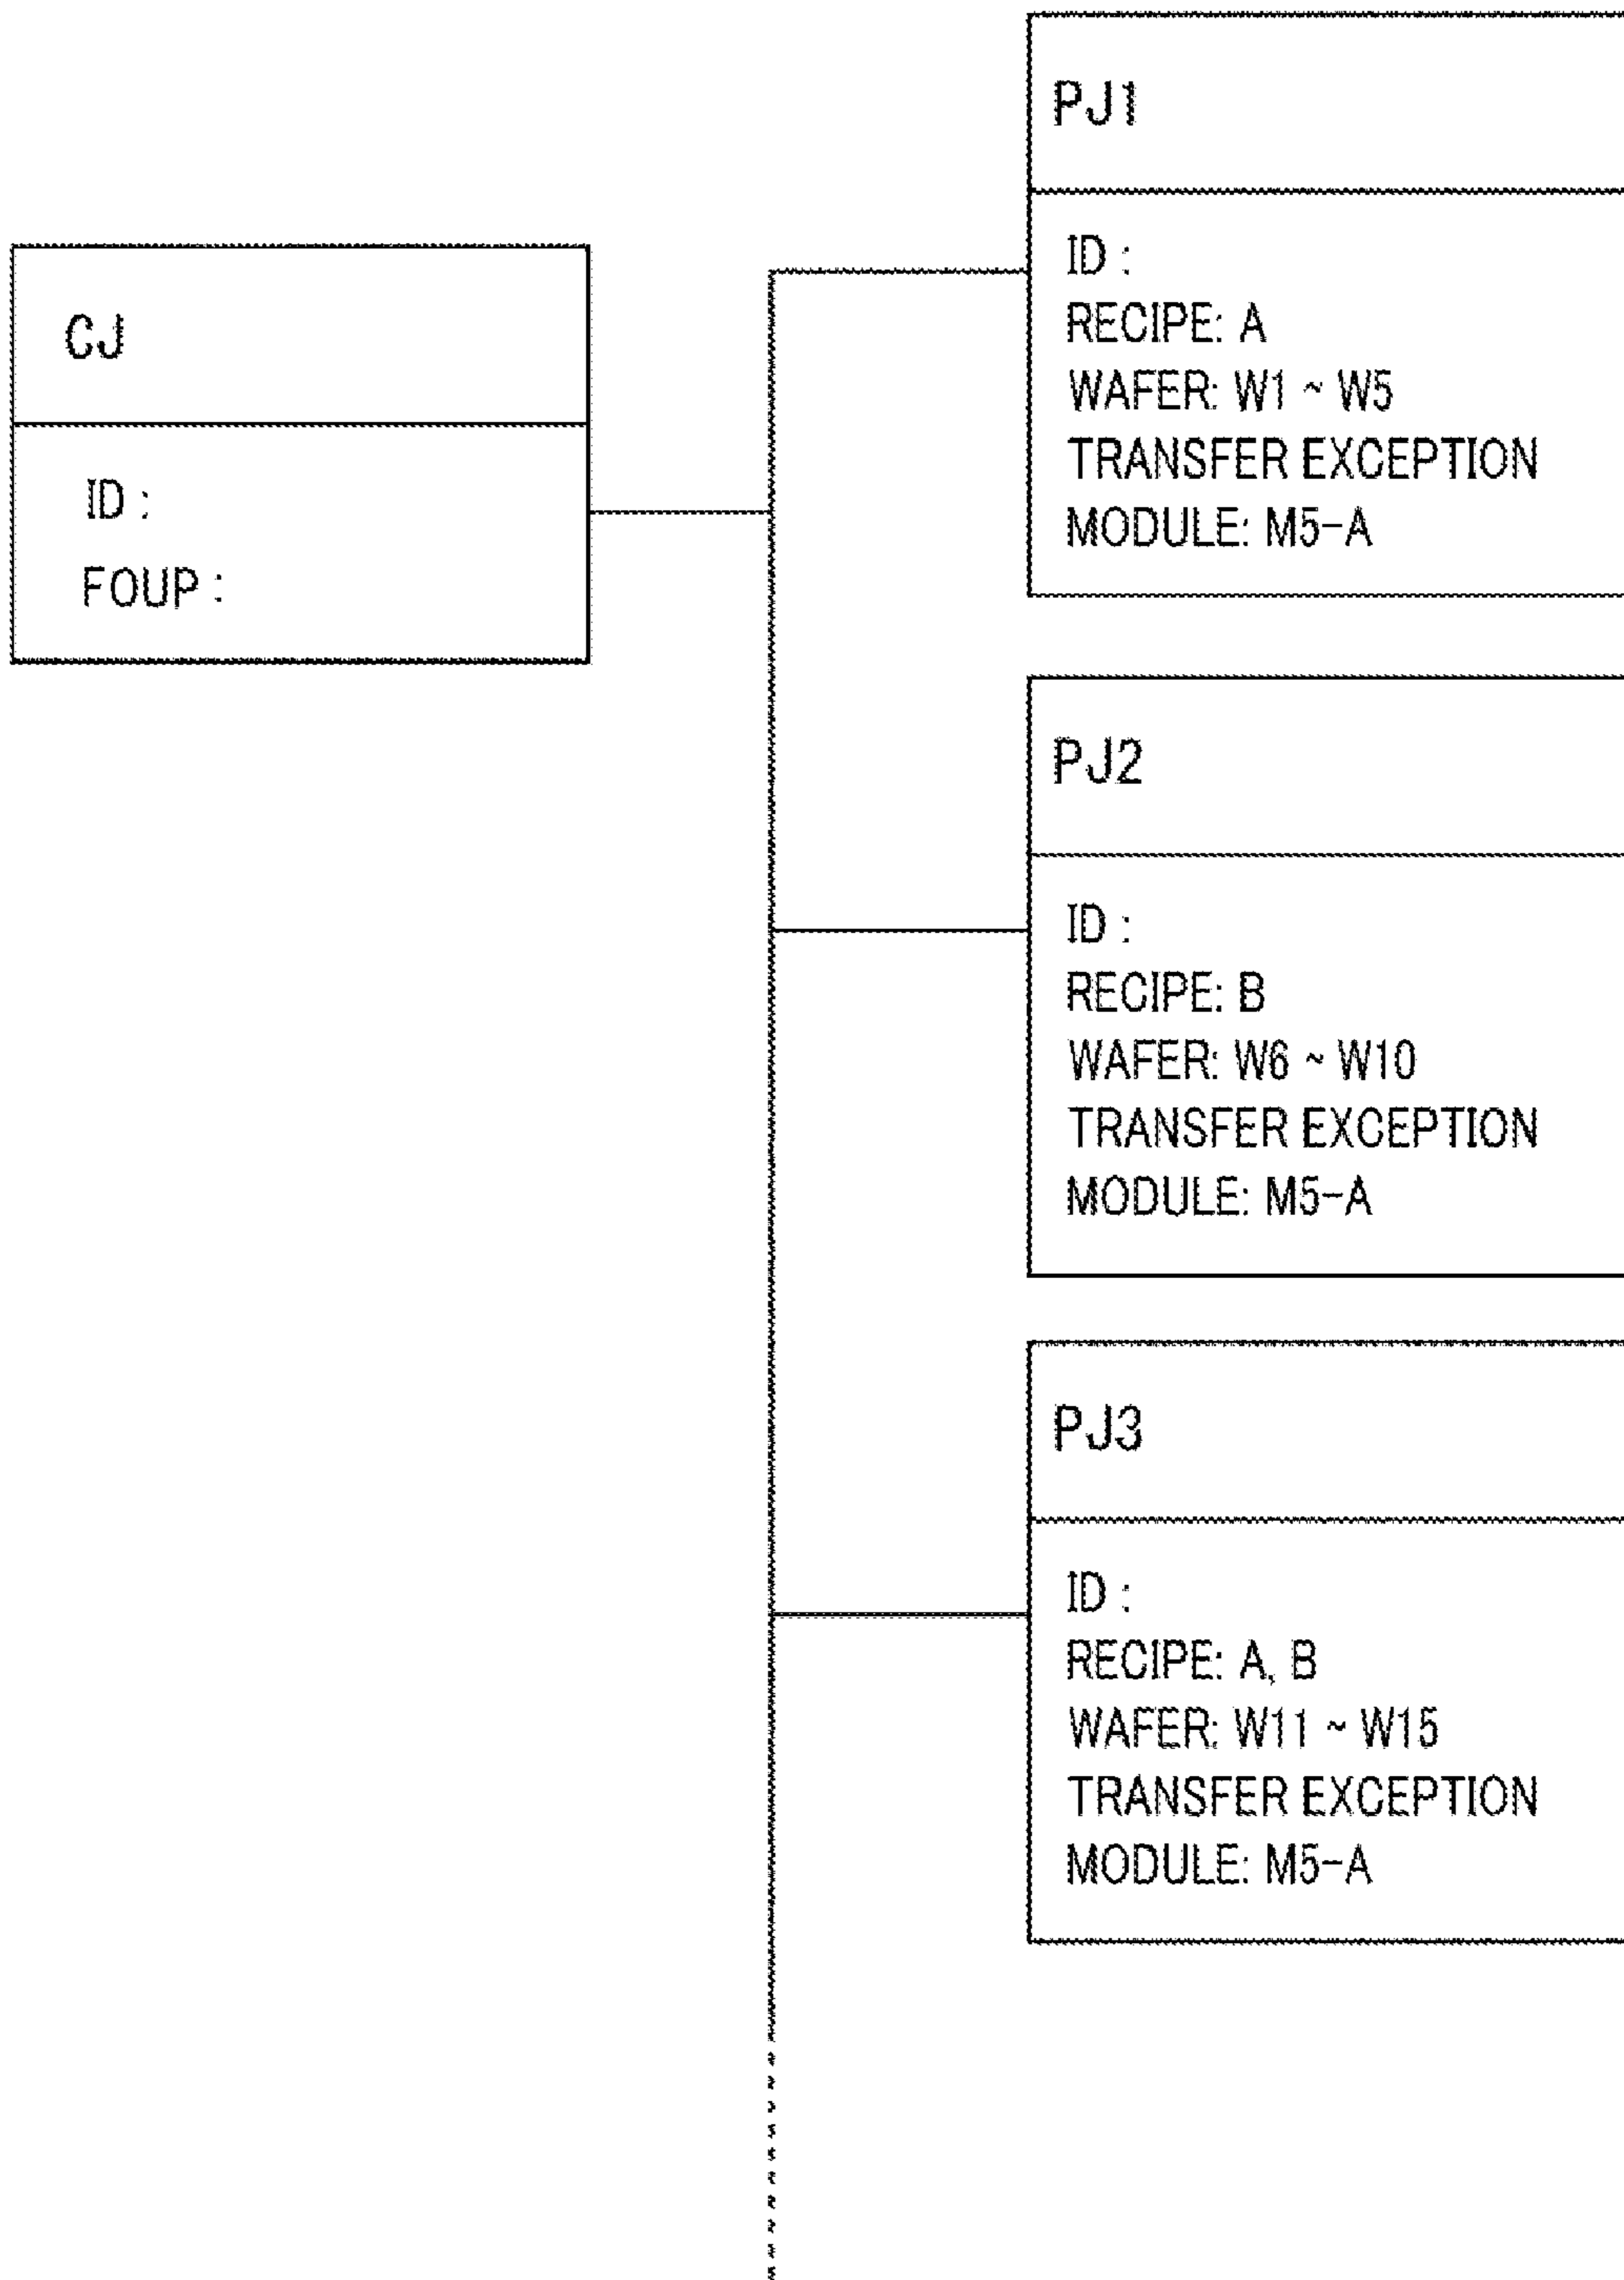 CJ
ID :
FOUP :
PJ1
ID :
RECIPE: A
WAFER: W1 ~ W5
TRANSFER EXCEPTION
MODULE: M5-A
PJ2
ID :
RECIPE: B
WAFER: W6 ~ W10
TRANSFER EXCEPTION
MODULE: M5-A
PJ3
ID :
RECIPE: A, B
WAFER: W11 ~ W15
TRANSFER EXCEPTION
MODULE: M5-A